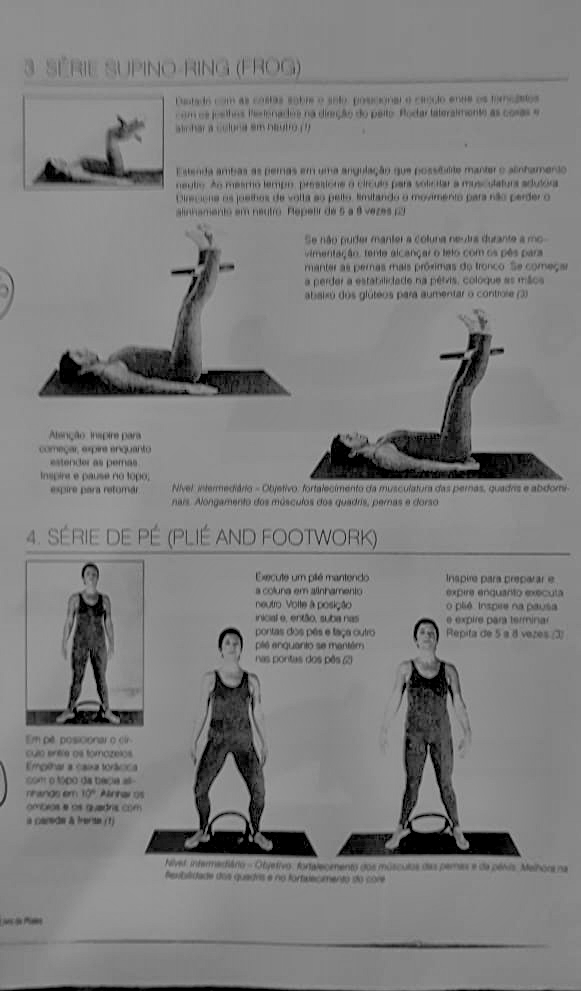 3. SÉRIE SUPINO-RING (FROG)
Deitado com as costas sobre o solo, posicionar o círculo entre os tornozelos
com os joelhos flexionados na direção do peito. Rodar lateralmente as coxas e
alinhar a coluna em neutro (1)
Estenda ambas as pernas em uma angulação que possibilite manter o alinhamento
neutro. Ao mesmo tempo, pressione o círculo para solicitar a musculatura adutora.
Direcione os joelhos de volta ao peito, limitando o movimento para não perder o
alinhamento em neutro. Repetir de 5 a 8 vezes (2)
Se não puder manter a coluna neutra durante a mo-
vimentação, tente alcançar o teto com os pés para
manter as pernas mais próximas do tronco. Se começar
a perder a estabilidade na pélvis, coloque as mãos
abaixo dos glúteos para aumentar o controle (3)
Atenção: Inspire para
começar, expire enquanto
estender as pernas.
Inspire e pause no topo,
expire para retornar
Nível: intermediário – Objetivo: fortalecimento da musculatura das pernas, quadris e abdomi-
nais. Alongamento dos músculos dos quadris, pernas e dorso
4. SÉRIE DE PÉ (PLIÉ AND FOOTWORK)
Em pé, posicionar o cír-
culo entre os tornozelos.
Empilhar a caixa torácica
com o topo da bacia ali-
nhando em 10º. Alinhar os
ombros e os quadris com
a parede à frente (1)
Execute um plié mantendo
a coluna em alinhamento
neutro. Volte à posição
inicial e, então, suba nas
pontas dos pés e faça outro
plié enquanto se mantém
nas pontas dos pés (2)
Inspire para preparar e
expire enquanto executa
o plié. Inspire na pausa
e expire para terminar.
Repita de 5 a 8 vezes (3)
Nível: intermediário – Objetivo: fortalecimento dos músculos das pernas e da pélvis. Melhora na
flexibilidade dos quadris e no fortalecimento do core
de Pilates